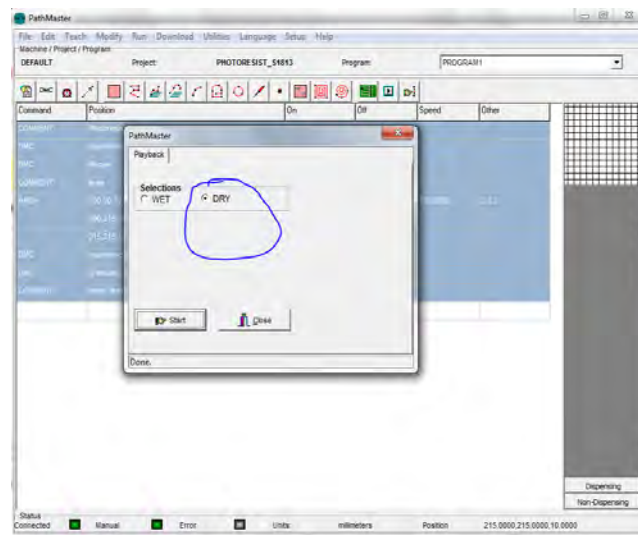 PathMaster
File Edit Teach Modify Run Download Utilities Language Setup Help
Machine / Project / Program
DEFAULT Project: PHOTORESIST_S1813 Program: PROGRAM1
Command Position On Off Speed Other
PathMaster
Playback
Selections
WET DRY
Start Close
Done.
Dispensing
Non-Dispensing
Status
Connected Manual Error Units millimeters Position 215.0000,215.0000,10.0000